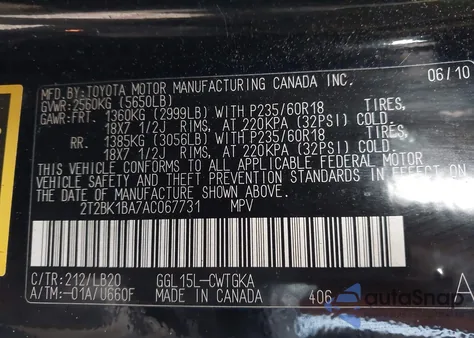 MFD.BY:TOYOTA MOTOR MANUFACTURING CANADA INC. 06/10
GVWR:2560KG (5650LB)
GAWR:FRT. 1360KG (2999LB) WITH P235/60R18 TIRES,
18X7 1/2J RIMS, AT 220KPA (32PSI) COLD.
RR. 1385KG (3056LB) WITH P235/60R18 TIRES,
18X7 1/2J RIMS, AT 220KPA (32PSI) COLD.
THIS VEHICLE CONFORMS TO ALL APPLICABLE FEDERAL MOTOR
VEHICLE SAFETY AND THEFT PREVENTION STANDARDS IN EFFECT ON
THE DATE OF MANUFACTURE SHOWN ABOVE.
2T2BK1BA7AC067731 MPV
C/TR:212/LB20 GGL15L-CWTGKA
A/TM:-01A/U660F MADE IN CANADA 406 A
autoSnap